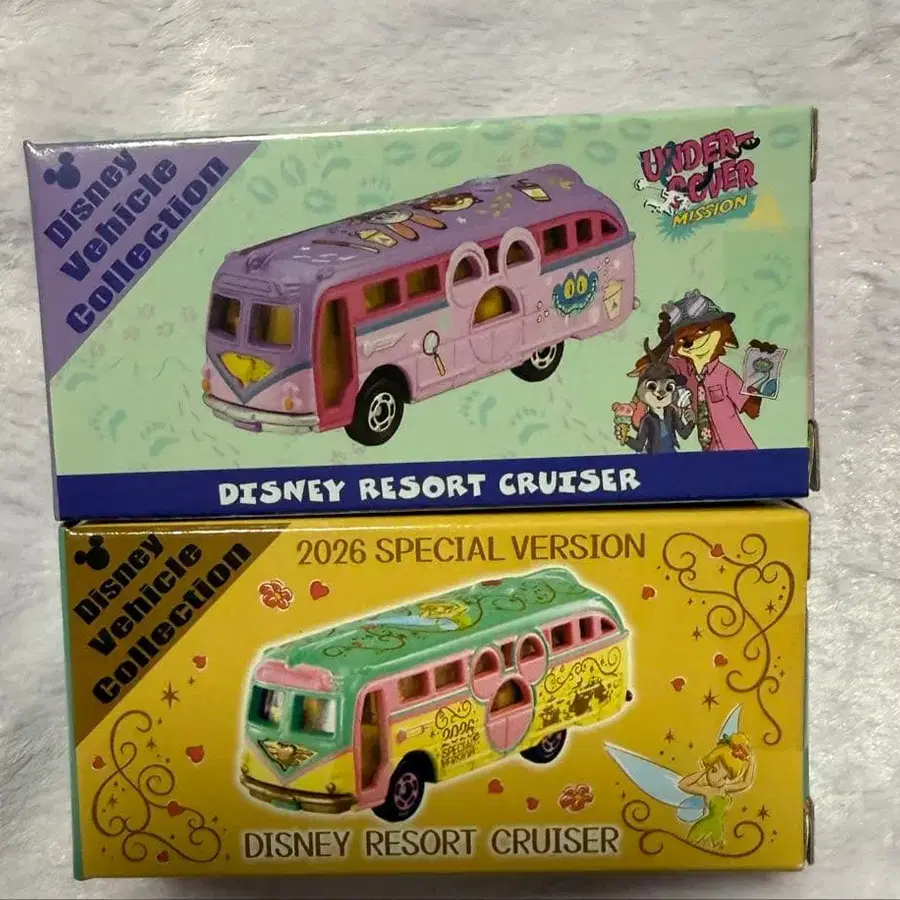 Disney
Vehicle
Collection
UNDER-
COVER
MISSION
DISNEY RESORT CRUISER
Disney
Vehicle
Collection
2026 SPECIAL VERSION
2026
SPECIAL
VERSION
DISNEY RESORT CRUISER